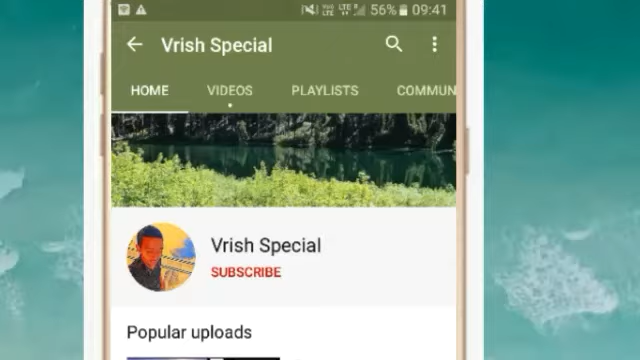 56% 09:41
Vrish Special
HOME VIDEOS PLAYLISTS COMMUN
Vrish Special
SUBSCRIBE
Popular uploads